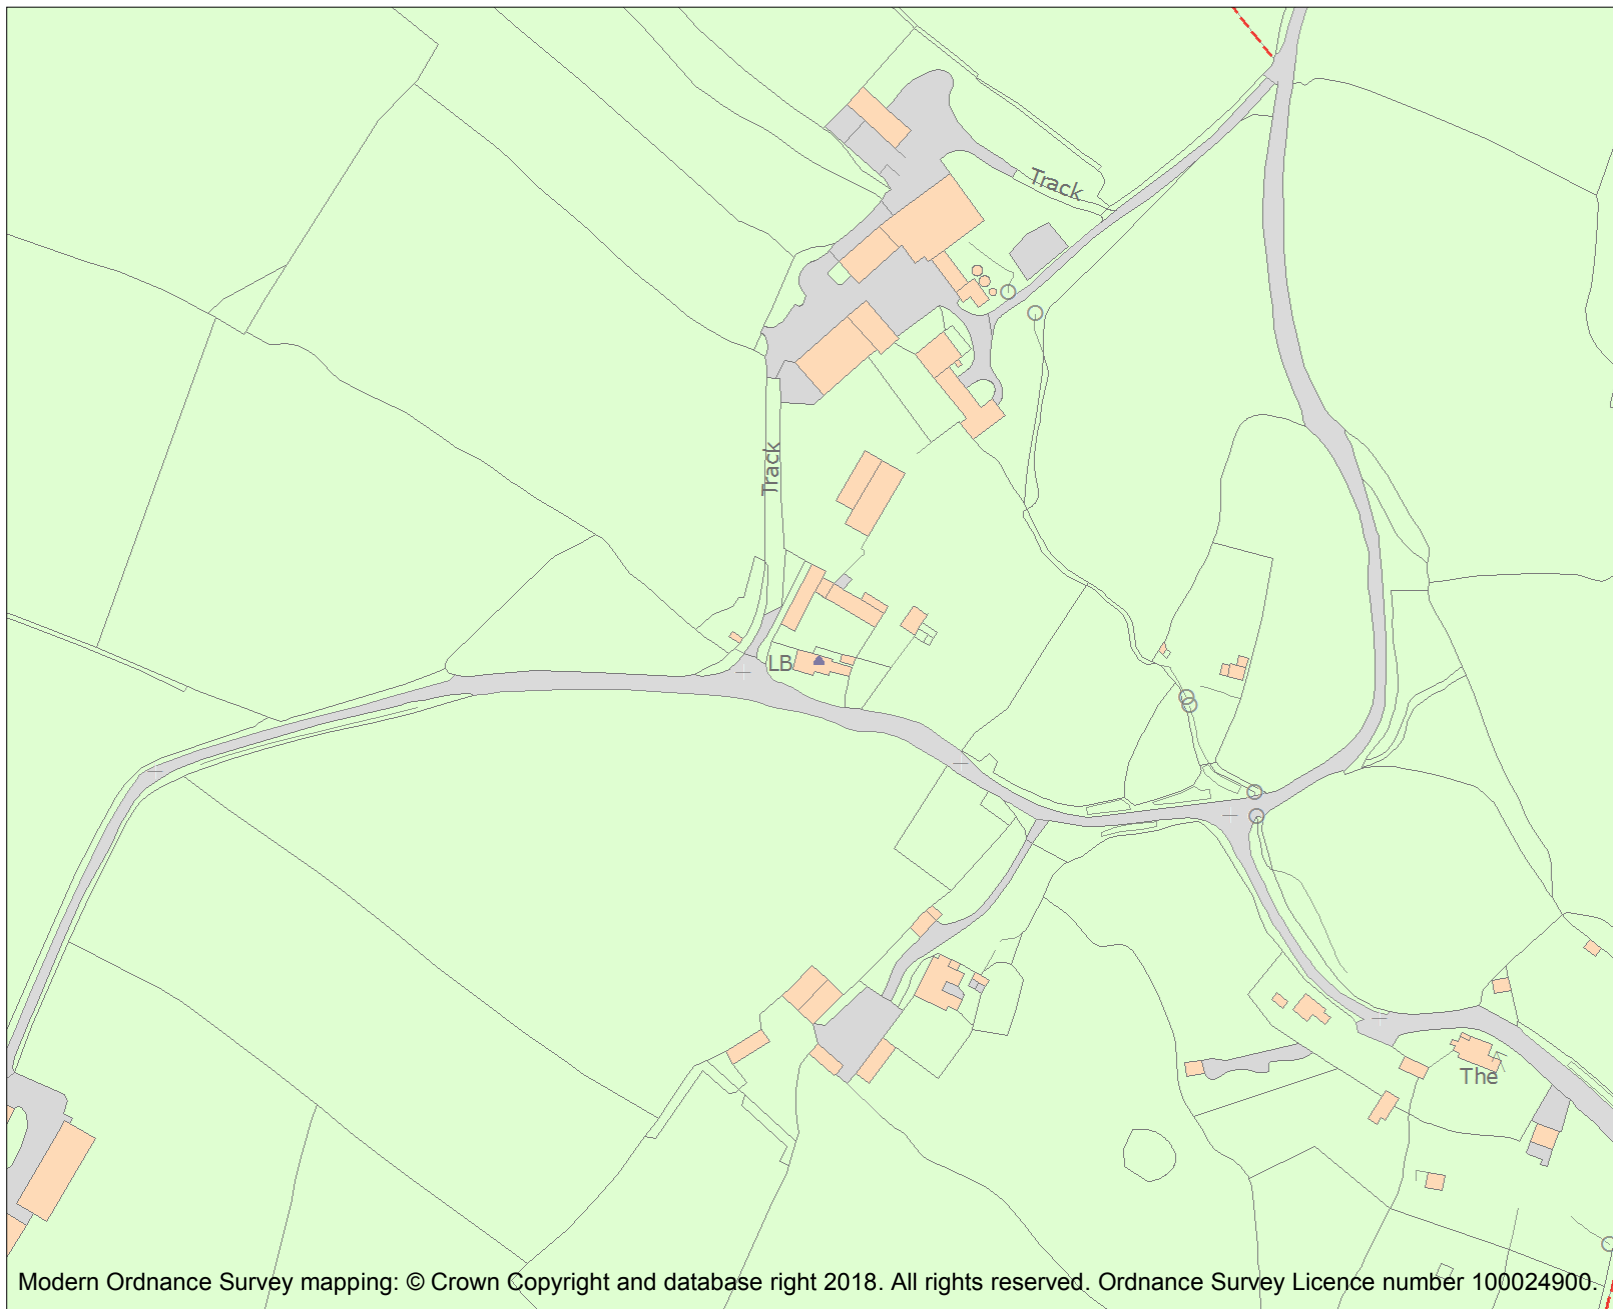 Track
Track
LB
The
Modern Ordnance Survey mapping: © Crown Copyright and database right 2018. All rights reserved. Ordnance Survey Licence number 100024900.